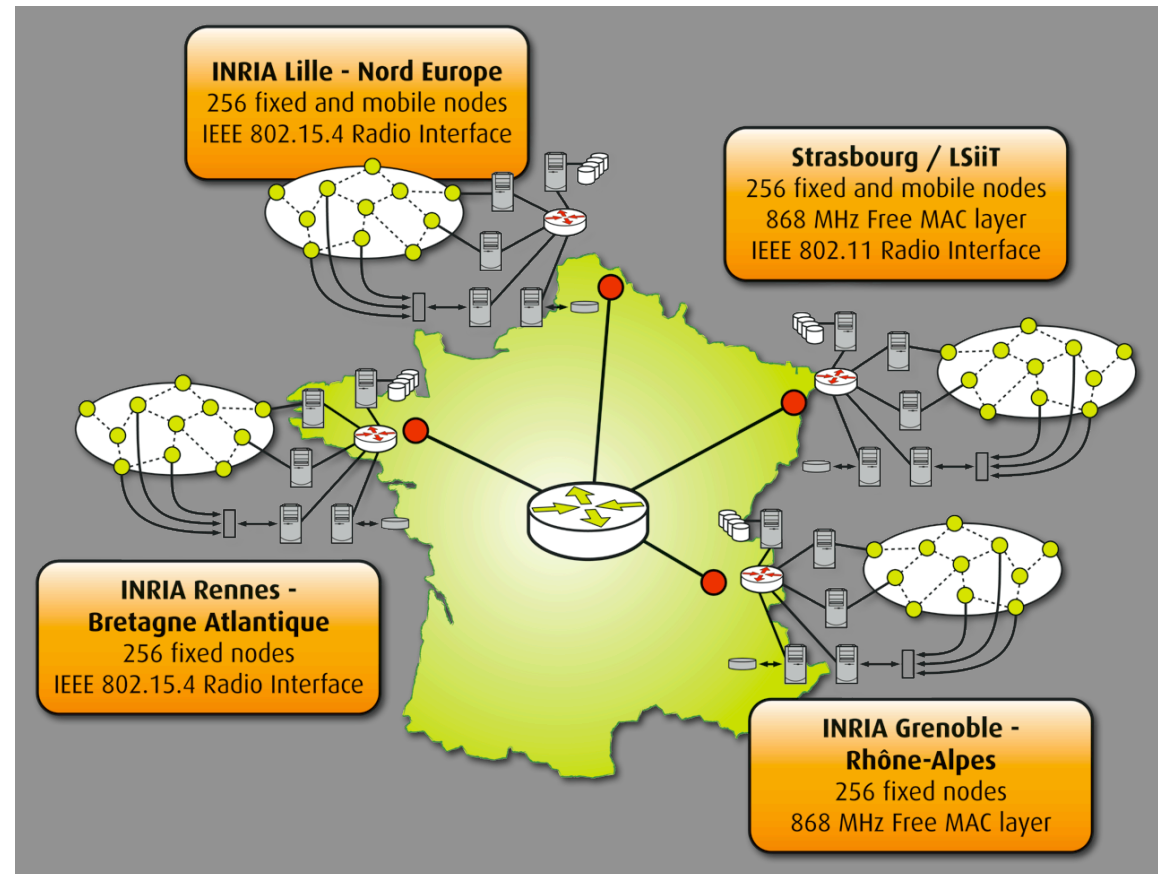 INRIA Lille - Nord Europe
256 fixed and mobile nodes
IEEE 802.15.4 Radio Interface
Strasbourg / LSiiT
256 fixed and mobile nodes
868 MHz Free MAC layer
IEEE 802.11 Radio Interface
INRIA Rennes -
Bretagne Atlantique
256 fixed nodes
IEEE 802.15.4 Radio Interface
INRIA Grenoble -
Rhône-Alpes
256 fixed nodes
868 MHz Free MAC layer